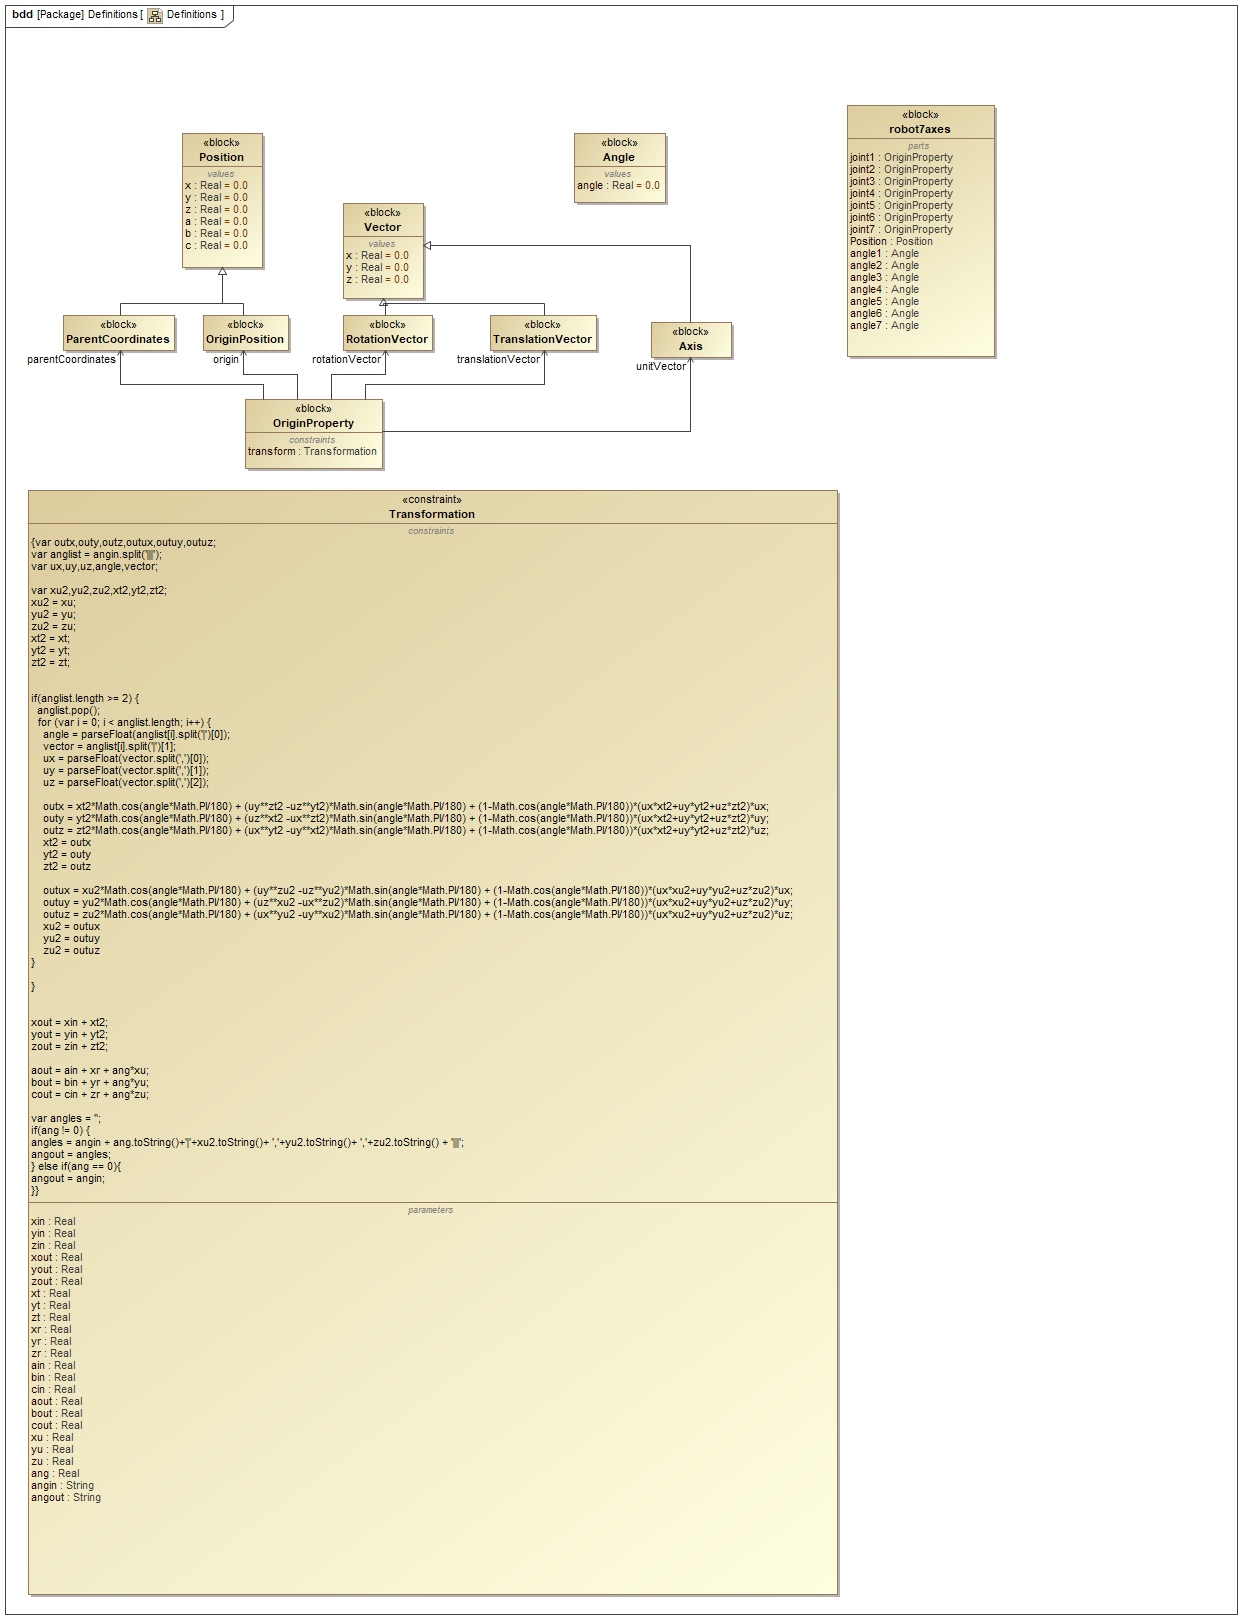 bdd [Package] Definitions [ Definitions ]
«block»
Position
values
x : Real = 0.0
y : Real = 0.0
z : Real = 0.0
a : Real = 0.0
b : Real = 0.0
c : Real = 0.0
«block»
Angle
values
angle : Real = 0.0
«block»
robot7axes
parts
joint1 : OriginProperty
joint2 : OriginProperty
joint3 : OriginProperty
joint4 : OriginProperty
joint5 : OriginProperty
joint6 : OriginProperty
joint7 : OriginProperty
Position : Position
angle1 : Angle
angle2 : Angle
angle3 : Angle
angle4 : Angle
angle5 : Angle
angle6 : Angle
angle7 : Angle
«block»
Vector
values
x : Real = 0.0
y : Real = 0.0
z : Real = 0.0
«block»
ParentCoordinates
«block»
OriginPosition
«block»
RotationVector
«block»
TranslationVector
«block»
Axis
parentCoordinates
origin
rotationVector
translationVector
unitVector
«block»
OriginProperty
constraints
transform : Transformation
«constraint»
Transformation
constraints
{var outx,outy,outz,outux,outuy,outuz;
var anglist = angin.split('');
var ux,uy,uz,angle,vector;
var xu2,yu2,zu2,xt2,yt2,zt2;
xu2 = xu;
yu2 = yu;
zu2 = zu;
xt2 = xt;
yt2 = yt;
zt2 = zt;
if(anglist.length >= 2) {
anglist.pop();
for (var i = 0; i < anglist.length; i++) {
angle = parseFloat(anglist[i].split('|')[0]);
vector = anglist[i].split('|')[1];
ux = parseFloat(vector.split(',')[0]);
uy = parseFloat(vector.split(',')[1]);
uz = parseFloat(vector.split(',')[2]);
outx = xt2*Math.cos(angle*Math.PI/180) + (uy**zt2 -uz**yt2)*Math.sin(angle*Math.PI/180) + (1-Math.cos(angle*Math.PI/180))*(ux*xt2+uy*yt2+uz*zt2)*ux;
outy = yt2*Math.cos(angle*Math.PI/180) + (uz**xt2 -ux**zt2)*Math.sin(angle*Math.PI/180) + (1-Math.cos(angle*Math.PI/180))*(ux*xt2+uy*yt2+uz*zt2)*uy;
outz = zt2*Math.cos(angle*Math.PI/180) + (ux**yt2 -uy**xt2)*Math.sin(angle*Math.PI/180) + (1-Math.cos(angle*Math.PI/180))*(ux*xt2+uy*yt2+uz*zt2)*uz;
xt2 = outx
yt2 = outy
zt2 = outz
outux = xu2*Math.cos(angle*Math.PI/180) + (uy**zu2 -uz**yu2)*Math.sin(angle*Math.PI/180) + (1-Math.cos(angle*Math.PI/180))*(ux*xu2+uy*yu2+uz*zu2)*ux;
outuy = yu2*Math.cos(angle*Math.PI/180) + (uz**xu2 -ux**zu2)*Math.sin(angle*Math.PI/180) + (1-Math.cos(angle*Math.PI/180))*(ux*xu2+uy*yu2+uz*zu2)*uy;
outuz = zu2*Math.cos(angle*Math.PI/180) + (ux**yu2 -uy**xu2)*Math.sin(angle*Math.PI/180) + (1-Math.cos(angle*Math.PI/180))*(ux*xu2+uy*yu2+uz*zu2)*uz;
xu2 = outux
yu2 = outuy
zu2 = outuz
}
}
xout = xin + xt2;
yout = yin + yt2;
zout = zin + zt2;
aout = ain + xr + ang*xu;
bout = bin + yr + ang*yu;
cout = cin + zr + ang*zu;
var angles = '';
if(ang != 0) {
angles = angin + ang.toString()+'|'+xu2.toString()+ ','+yu2.toString()+ ','+zu2.toString() + '';
angout = angles;
} else if(ang == 0){
angout = angin;
}}
parameters
xin : Real
yin : Real
zin : Real
xout : Real
yout : Real
zout : Real
xt : Real
yt : Real
zt : Real
xr : Real
yr : Real
zr : Real
ain : Real
bin : Real
cin : Real
aout : Real
bout : Real
cout : Real
xu : Real
yu : Real
zu : Real
ang : Real
angin : String
angout : String